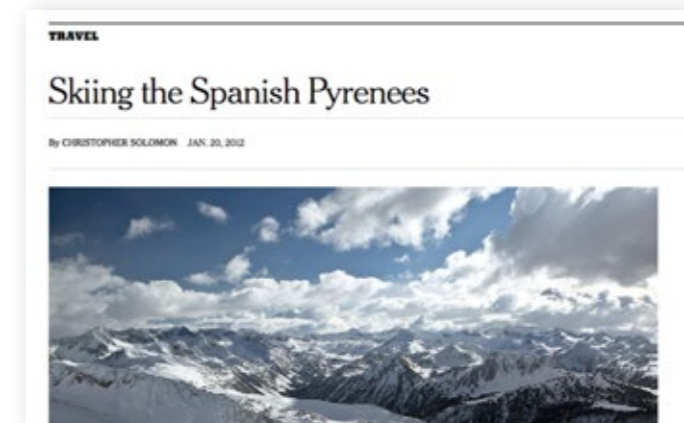 TRAVEL
Skiing the Spanish Pyrenees
By CHRISTOPHER SOLOMON JAN. 20, 2012